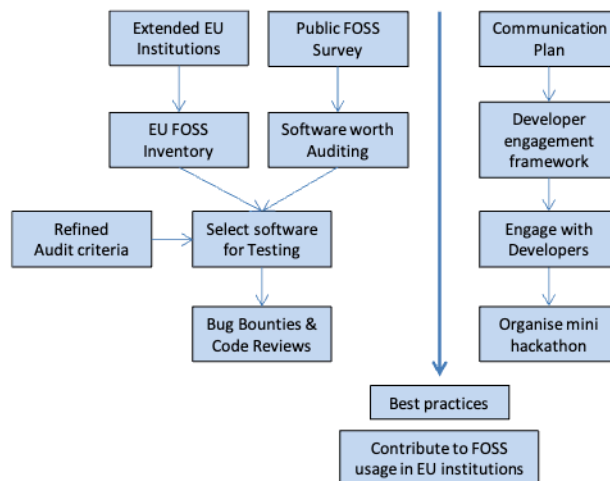 Extended EU
Institutions
Public FOSS
Survey
Communication
Plan
EU FOSS
Inventory
Software worth
Auditing
Developer
engagement
framework
Refined
Audit criteria
Select software
for Testing
Engage with
Developers
Bug Bounties &
Code Reviews
Organise mini
hackathon
Best practices
Contribute to FOSS
usage in EU institutions